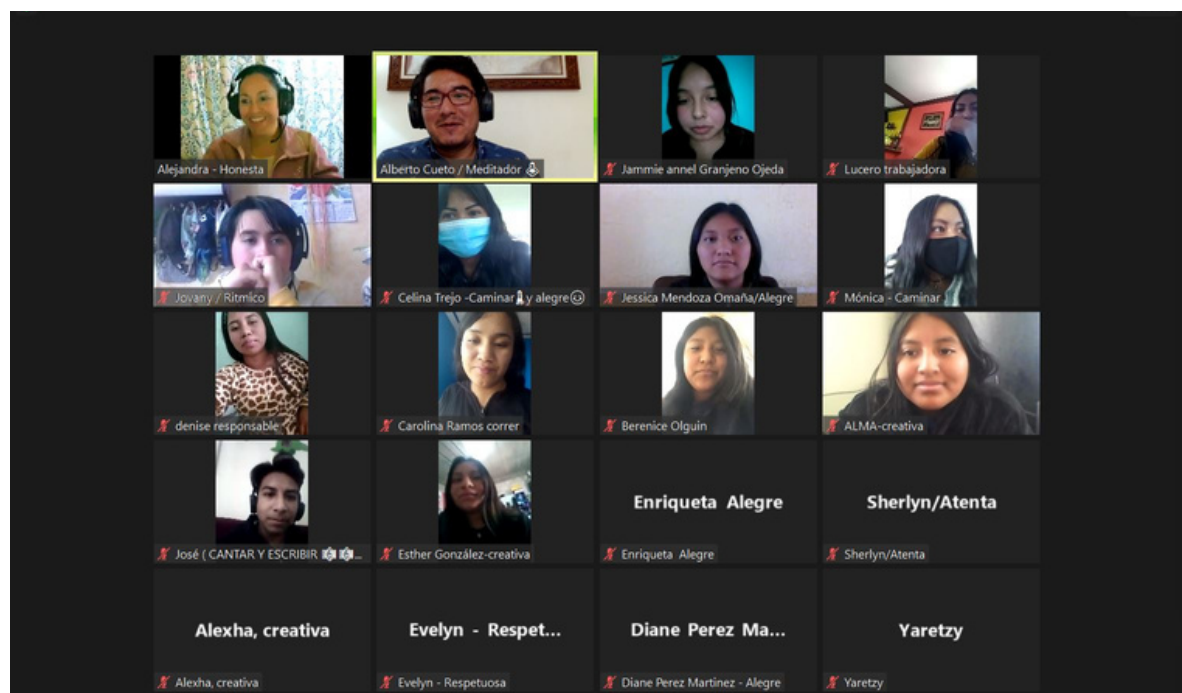 Alejandra - Honesta
Alberto Cueto / Meditador
Jammie annel Granjeno Ojeda
Lucero trabajadora
Jovany / Ritmico
Celina Trejo -Caminar y alegre
Jessica Mendoza Omaña/Alegre
Mónica - Caminar
denise responsable
Carolina Ramos correr
Berenice Olguin
ALMA-creativa
José ( CANTAR Y ESCRIBIR 🎼 🎼...
Esther González-creativa
Enriqueta Alegre
Enriqueta Alegre
Sherlyn/Atenta
Sherlyn/Atenta
Alexha, creativa
Alexha, creativa
Evelyn - Respet...
Evelyn - Respetuosa
Diane Perez Ma...
Diane Perez Martinez - Alegre
Yaretzy
Yaretzy